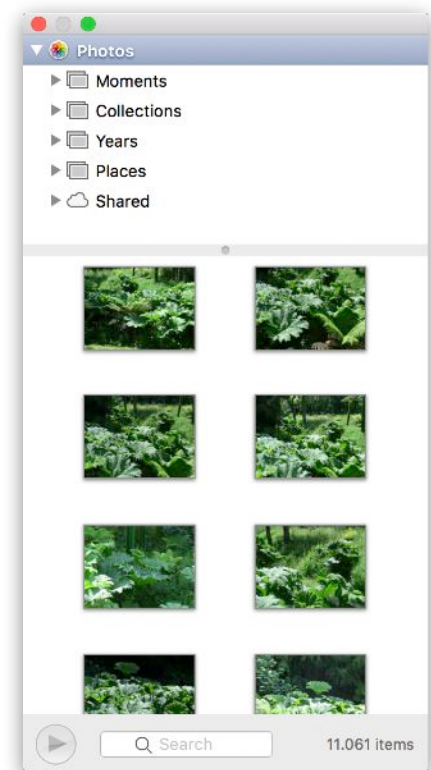 Photos
Moments
Collections
Years
Places
Shared
Search
11.061 items